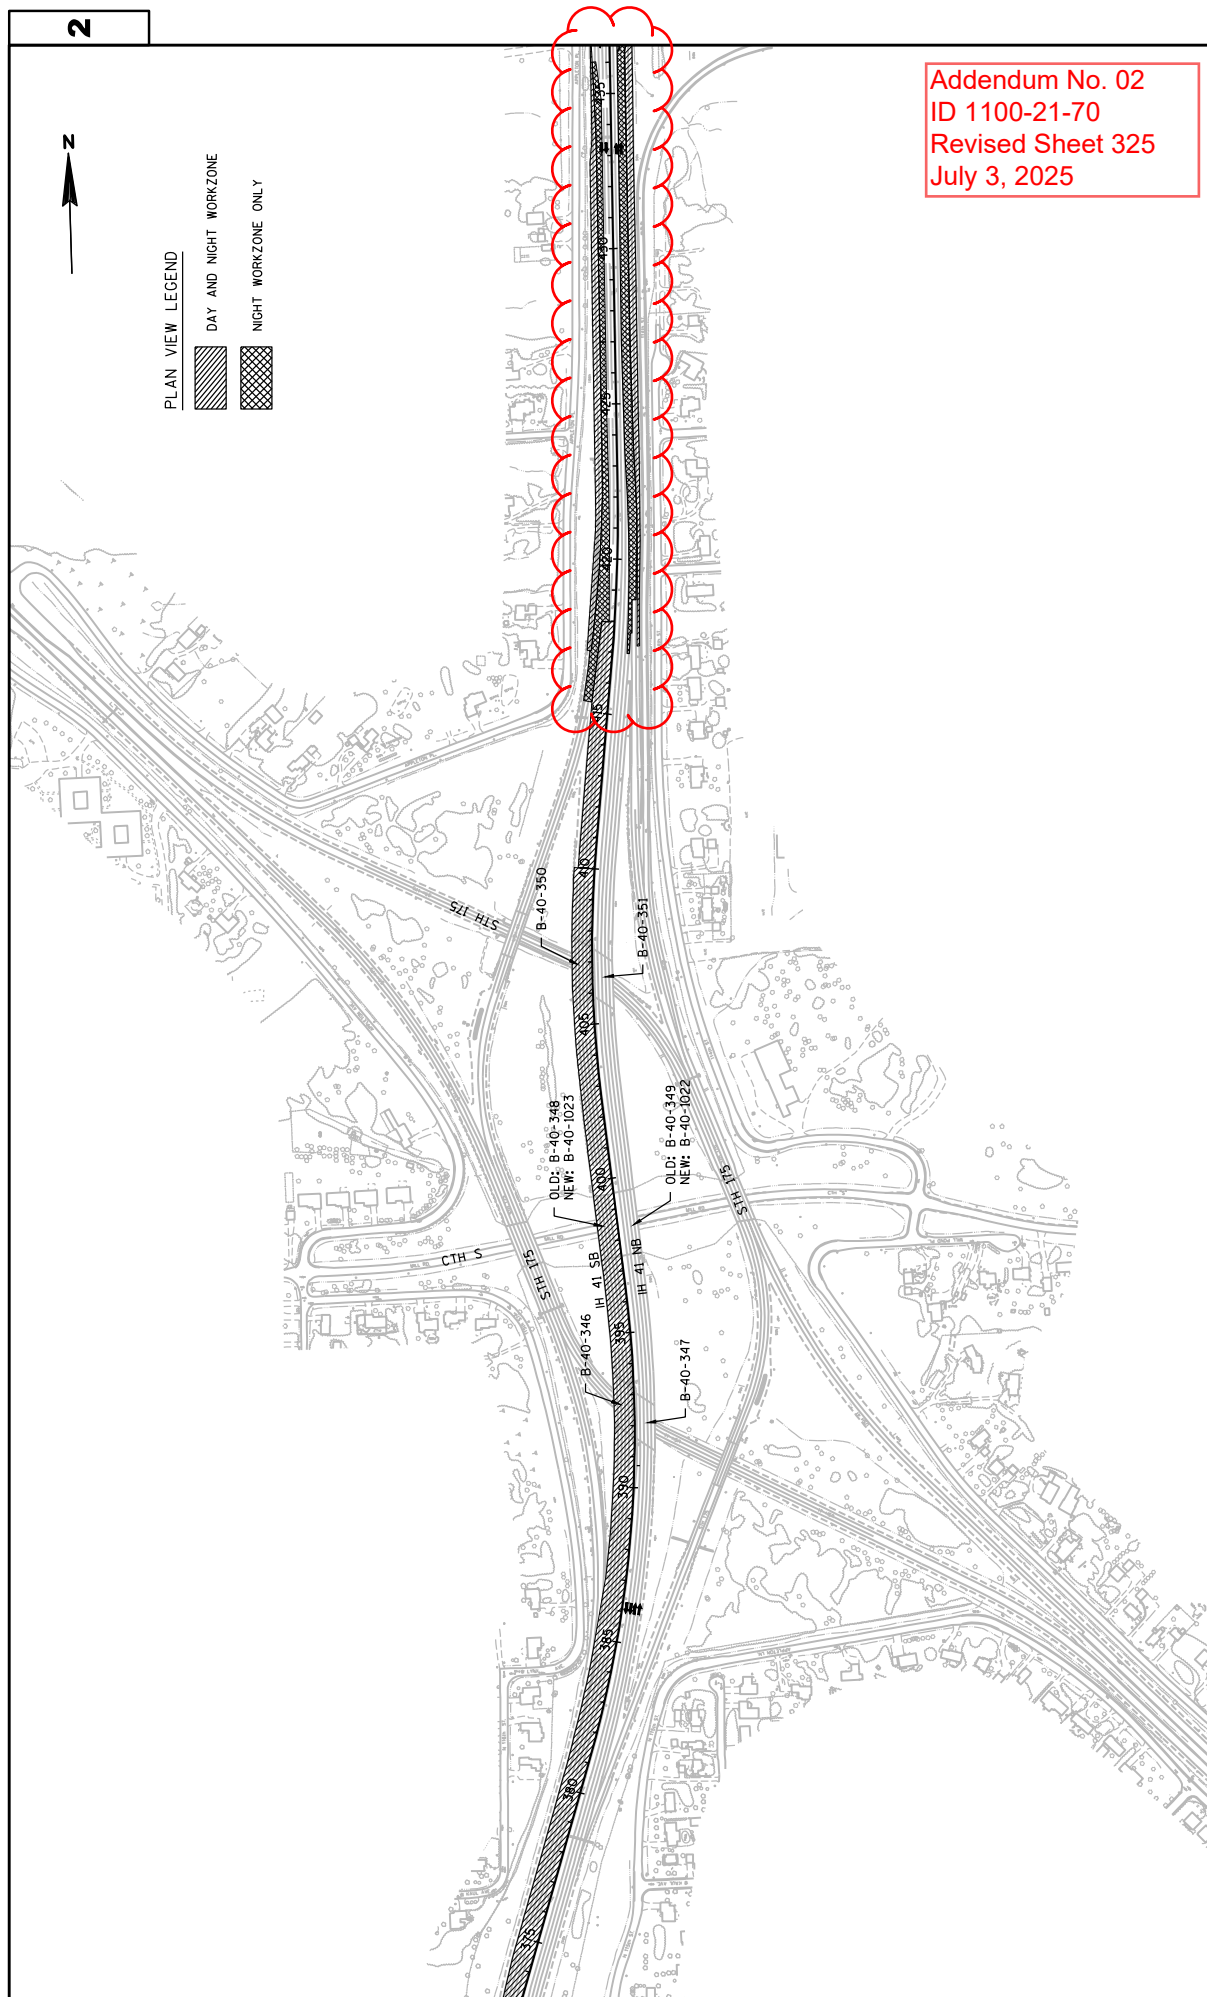 2
Addendum No. 02
ID 1100-21-70
Revised Sheet 325
July 3, 2025
N
PLAN VIEW LEGEND
DAY AND NIGHT WORKZONE
NIGHT WORKZONE ONLY
435
430
425
420
415
410
B-40-350
STH 175
B-40-351
405
OLD: B-40-348
NEW: B-40-1023
OLD: B-40-349
NEW: B-40-1022
400
STH 175
CTH S
STH 175
IH 41 SB
IH 41 NB
395
B-40-346
B-40-347
390
385
380
375